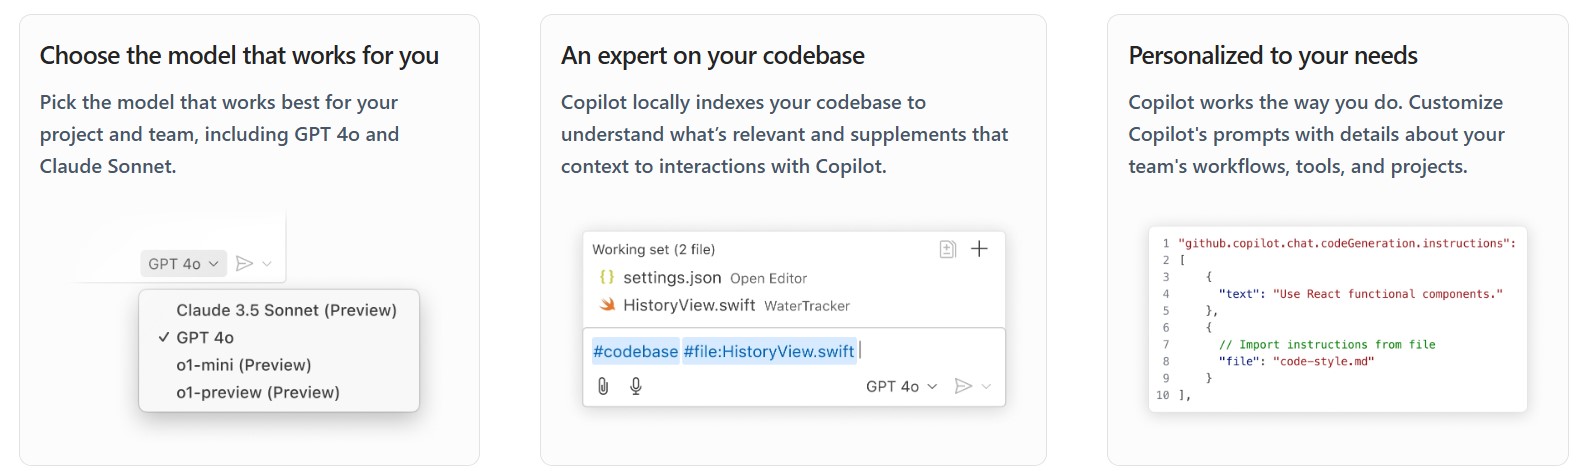 Choose the model that works for you
Pick the model that works best for your
project and team, including GPT 4o and
Claude Sonnet.
GPT 4o
Claude 3.5 Sonnet (Preview)
✓ GPT 4o
o1-mini (Preview)
o1-preview (Preview)
An expert on your codebase
Copilot locally indexes your codebase to
understand what’s relevant and supplements that
context to interactions with Copilot.
Working set (2 file)
{} settings.json Open Editor
HistoryView.swift WaterTracker
#codebase #file:HistoryView.swift
GPT 4o
Personalized to your needs
Copilot works the way you do. Customize
Copilot's prompts with details about your
team's workflows, tools, and projects.
1 "github.copilot.chat.codeGeneration.instructions":
2 [
3 {
4 "text": "Use React functional components."
5 },
6 {
7 // Import instructions from file
8 "file": "code-style.md"
9 }
10 ],